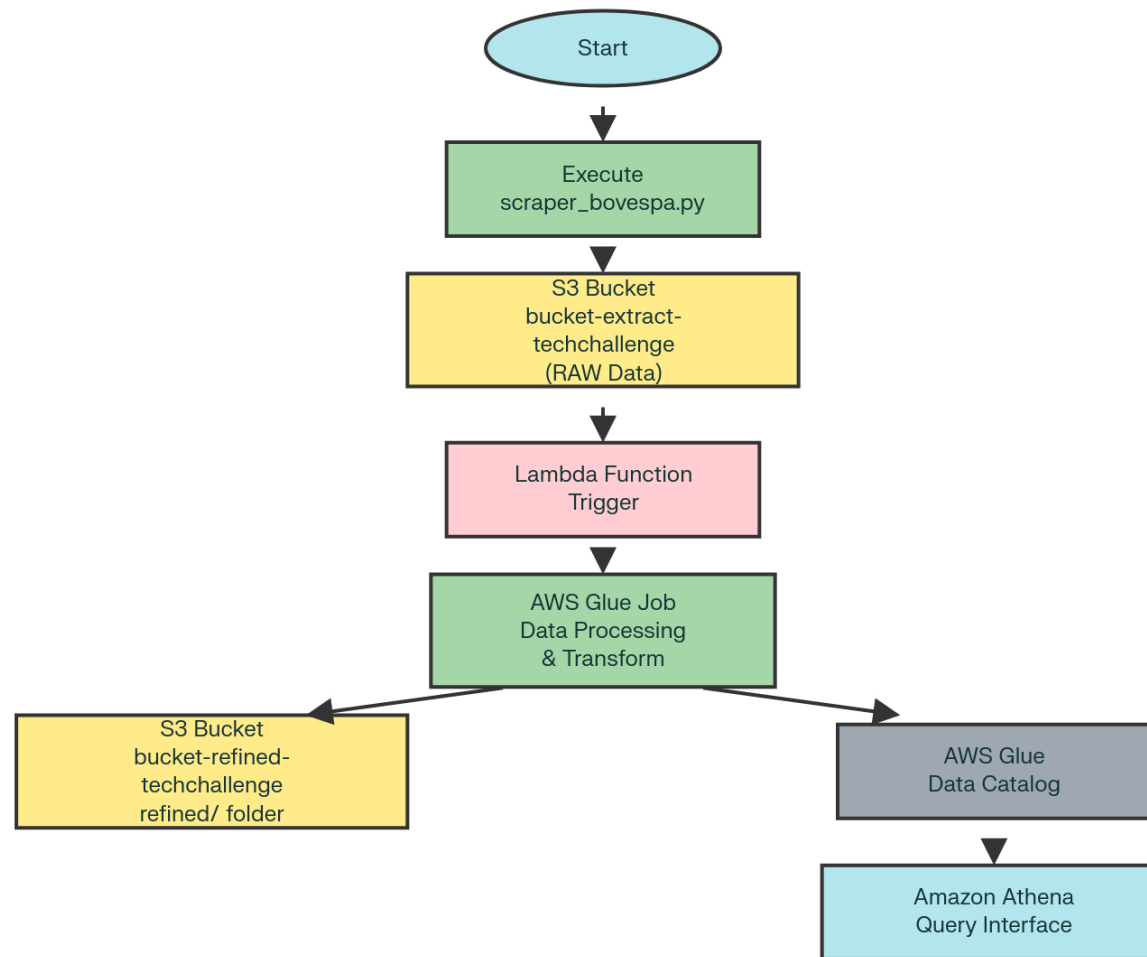 Start
Execute
scraper_bovespa.py
S3 Bucket
bucket-extract-
techchallenge
(RAW Data)
Lambda Function
Trigger
AWS Glue Job
Data Processing
& Transform
S3 Bucket
bucket-refined-
techchallenge
refined/ folder
AWS Glue
Data Catalog
Amazon Athena
Query Interface